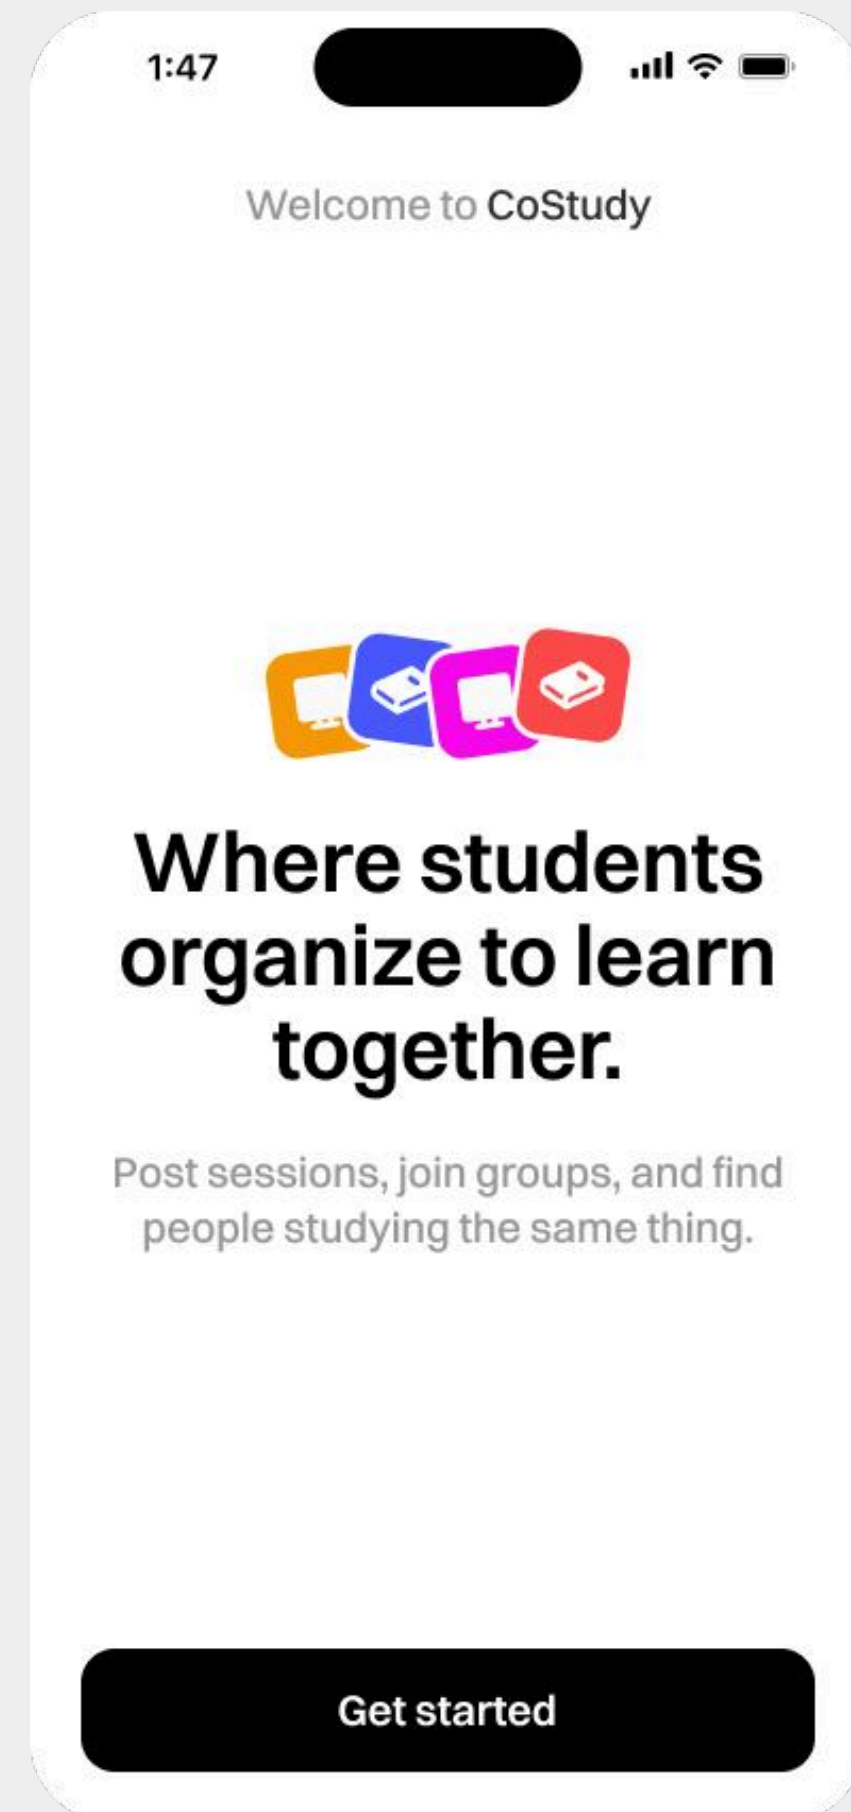 1:47
Welcome to CoStudy
Where students
organize to learn
together.
Post sessions, join groups, and find
people studying the same thing.
Get started